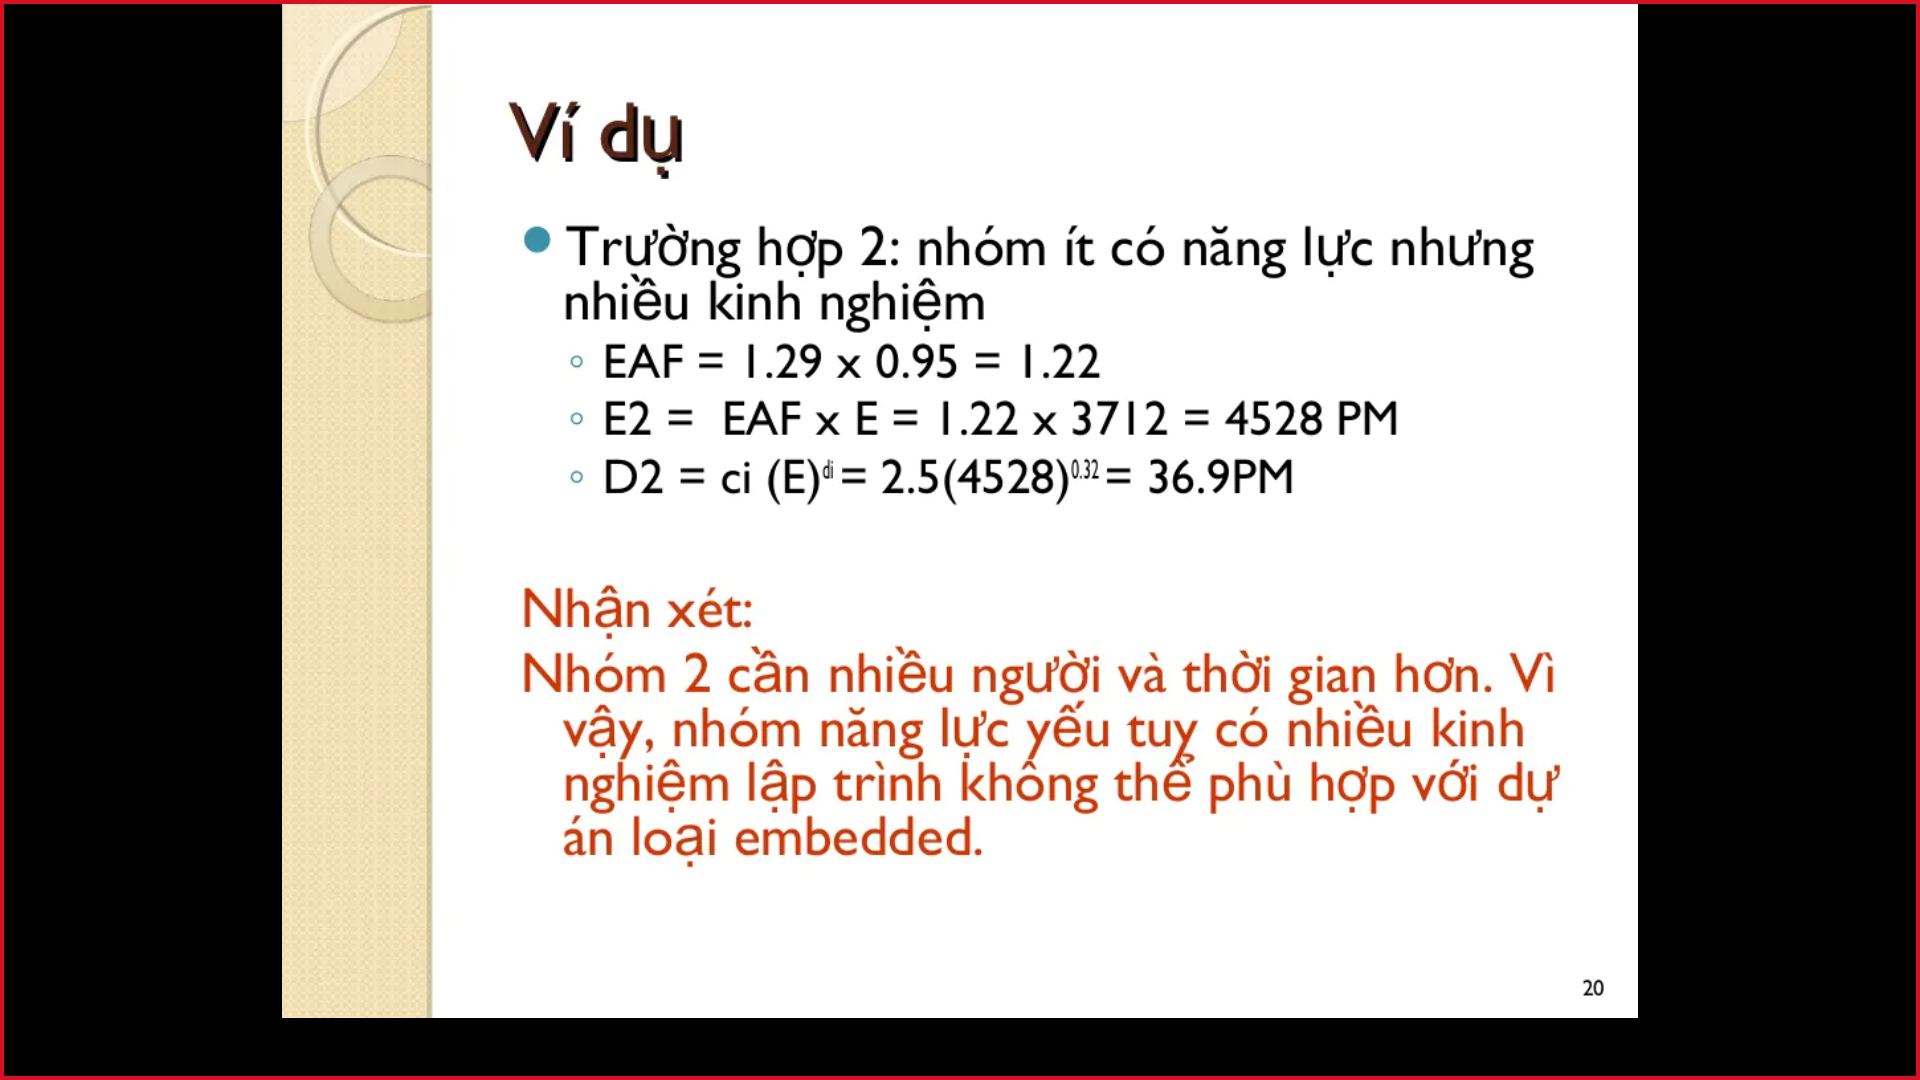 Ví dụ
Trường hợp 2: nhóm ít có năng lực nhưng
nhiều kinh nghiệm
EAF = 1.29 x 0.95 = 1.22
E2 = EAF x E = 1.22 x 3712 = 4528 PM
D2 = ci (E)di = 2.5(4528)0.32 = 36.9PM
Nhận xét:
Nhóm 2 cần nhiều người và thời gian hơn. Vì
vậy, nhóm năng lực yếu tuy có nhiều kinh
nghiệm lập trình không thể phù hợp với dự
án loại embedded.
20